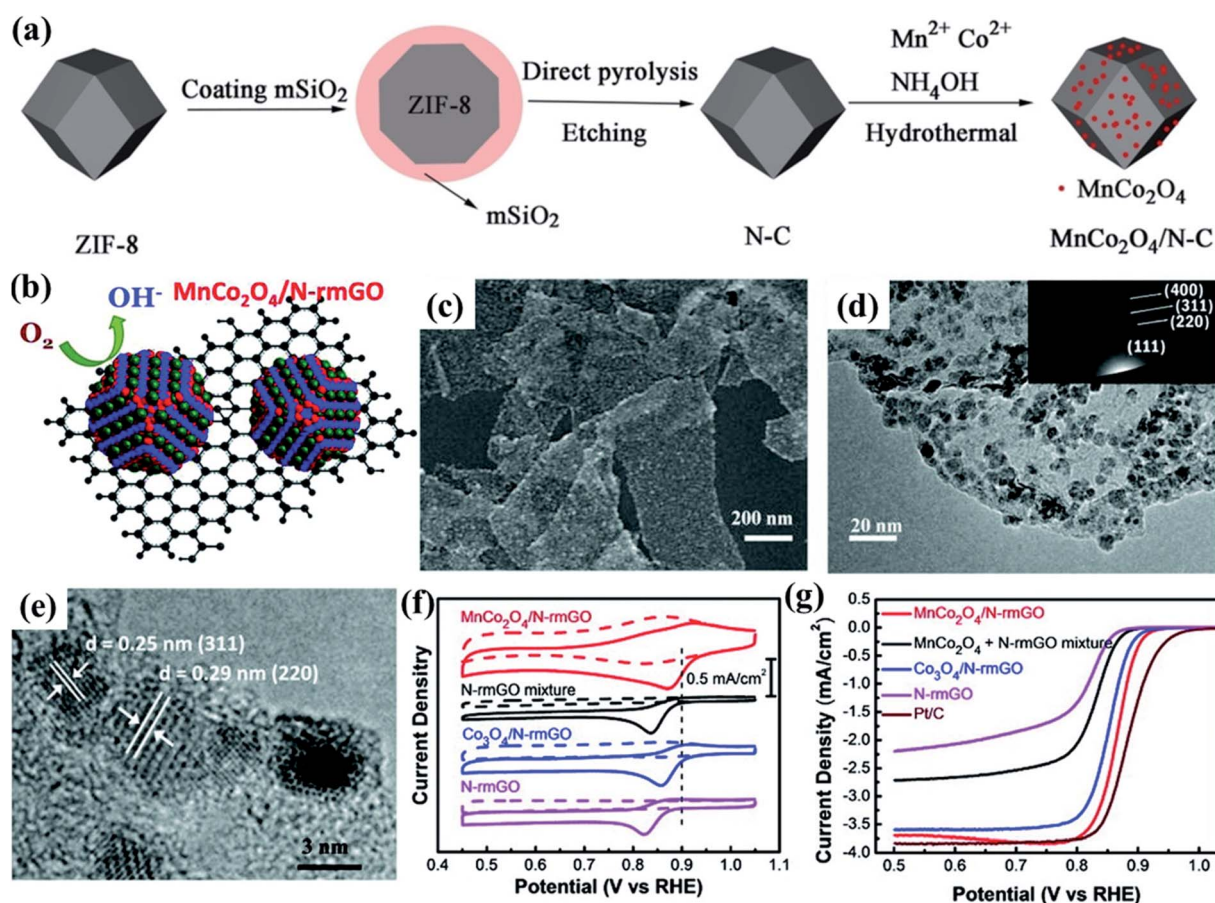 (a)
Coating mSiO₂
ZIF-8
Direct pyrolysis
Etching
Mn²⁺ Co²⁺
NH₄OH
Hydrothermal
mSiO₂
• MnCo₂O₄
ZIF-8
N-C
MnCo₂O₄/N-C
(b)
OH⁻
MnCo₂O₄/N-rmGO
O₂
(c)
200 nm
(d)
(400)
(311)
(220)
(111)
20 nm
(e)
d = 0.25 nm (311)
d = 0.29 nm (220)
3 nm
(f)
MnCo₂O₄/N-rmGO
0.5 mA/cm²
N-rmGO mixture
Co₃O₄/N-rmGO
N-rmGO
Current Density
0.4 0.5 0.6 0.7 0.8 0.9 1.0 1.1
Potential (V vs RHE)
(g)
MnCo₂O₄/N-rmGO
MnCo₂O₄ + N-rmGO mixture
Co₃O₄/N-rmGO
N-rmGO
Pt/C
Current Density (mA/cm²)
0.5
0.0
-0.5
-1.0
-1.5
-2.0
-2.5
-3.0
-3.5
-4.0
0.5 0.6 0.7 0.8 0.9 1.0
Potential (V vs RHE)